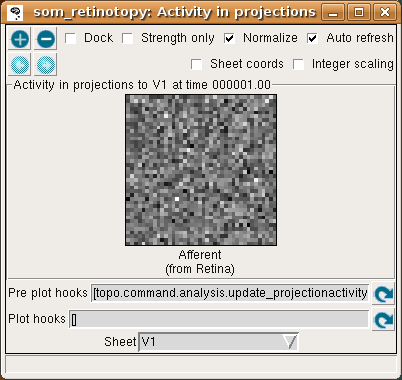 som_retinotopy: Activity in projections
Dock Strength only Normalize Auto refresh
Sheet coords Integer scaling
Activity in projections to V1 at time 000001.00
Afferent
(from Retina)
Pre plot hooks [topo.command.analysis.update_projectionactivity
Plot hooks []
Sheet V1